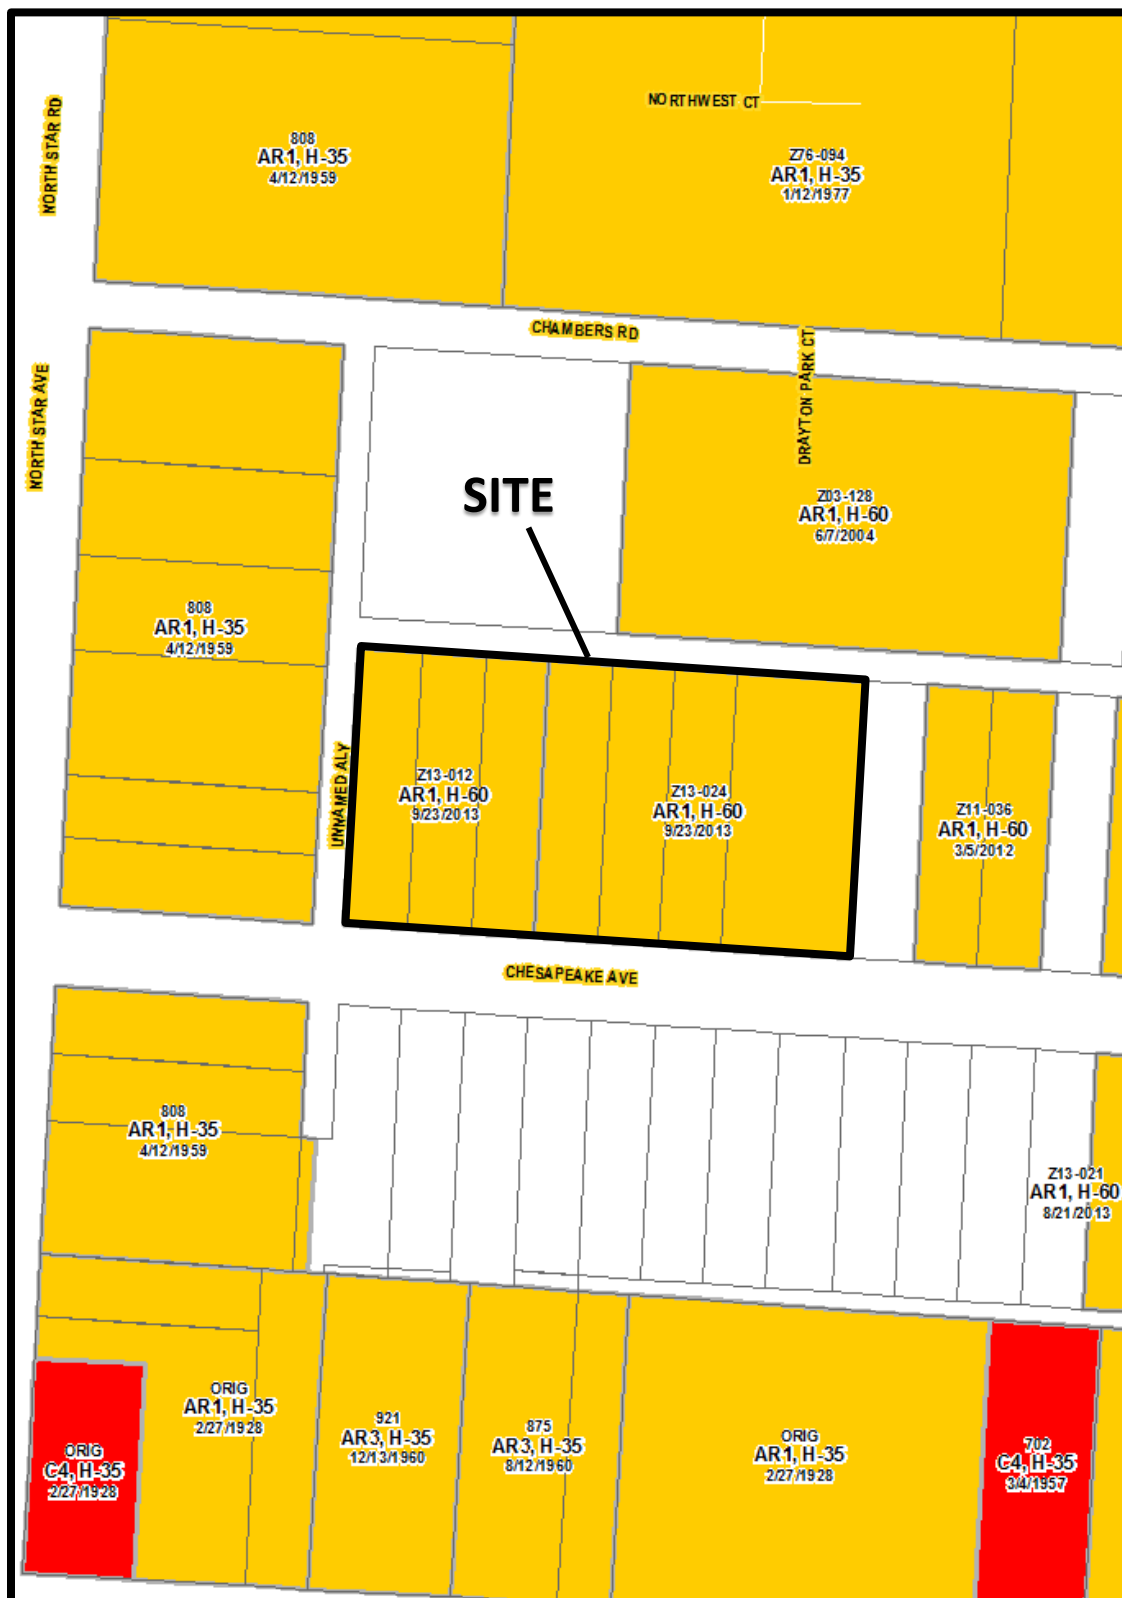 NORTH STAR RD
NORTHWEST CT
808
AR1, H-35
4/12/1959
Z76-094
AR1, H-35
1/12/1977
CHAMBERS RD
DRAYTON PARK CT
NORTH STAR AVE
SITE
Z03-128
AR1, H-60
6/7/2004
808
AR1, H-35
4/12/1959
UNNAMED ALY
Z13-012
AR1, H-60
9/23/2013
Z13-024
AR1, H-60
9/23/2013
Z11-036
AR1, H-60
3/5/2012
CHESAPEAKE AVE
808
AR1, H-35
4/12/1959
Z13-021
AR1, H-60
8/21/2013
ORIG
AR1, H-35
2/27/1928
921
AR3, H-35
12/13/1960
875
AR3, H-35
8/12/1960
ORIG
AR1, H-35
2/27/1928
ORIG
C4, H-35
2/27/1928
702
C4, H-35
3/4/1957